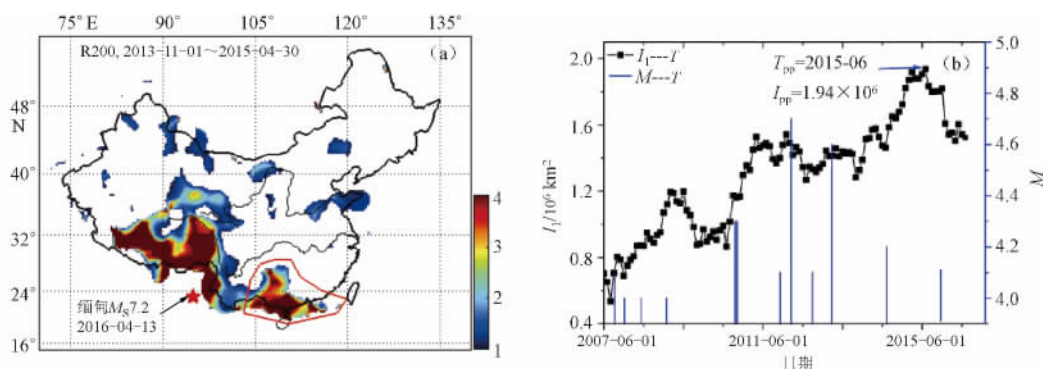 75° E 90° 105° 120° 135°
R200, 2013-11-01～2015-04-30 (a)
48°
N
40°
32°
24°
16°
缅甸Ms7.2
2016-04-13
4
3
2
1
2.0
1.6
1.2
0.8
0.4
I₁/10⁶ km²
I₁---T
M---T
Tpp=2015-06
Ipp=1.94×10⁶
(b)
5.0
4.8
4.6
4.4
4.2
4.0
M
2007-06-01 2011-06-01 2015-06-01
日期